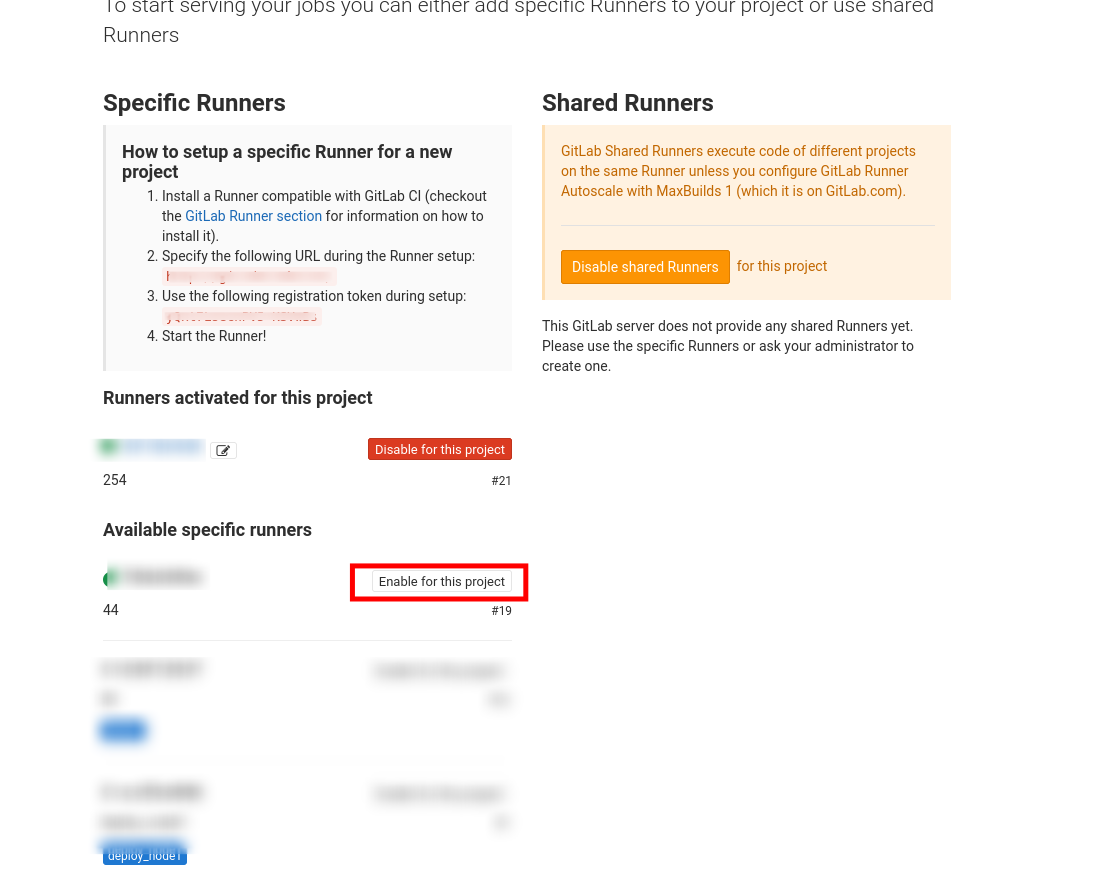 To start serving your jobs you can either add specific Runners to your project or use shared
Runners
Specific Runners
How to setup a specific Runner for a new
project
1. Install a Runner compatible with GitLab CI (checkout
the GitLab Runner section for information on how to
install it).
2. Specify the following URL during the Runner setup:
3. Use the following registration token during setup:
4. Start the Runner!
Runners activated for this project
Disable for this project
254
#21
Available specific runners
Enable for this project
44
#19
deploy_node1
Shared Runners
GitLab Shared Runners execute code of different projects
on the same Runner unless you configure GitLab Runner
Autoscale with MaxBuilds 1 (which it is on GitLab.com).
Disable shared Runners for this project
This GitLab server does not provide any shared Runners yet.
Please use the specific Runners or ask your administrator to
create one.